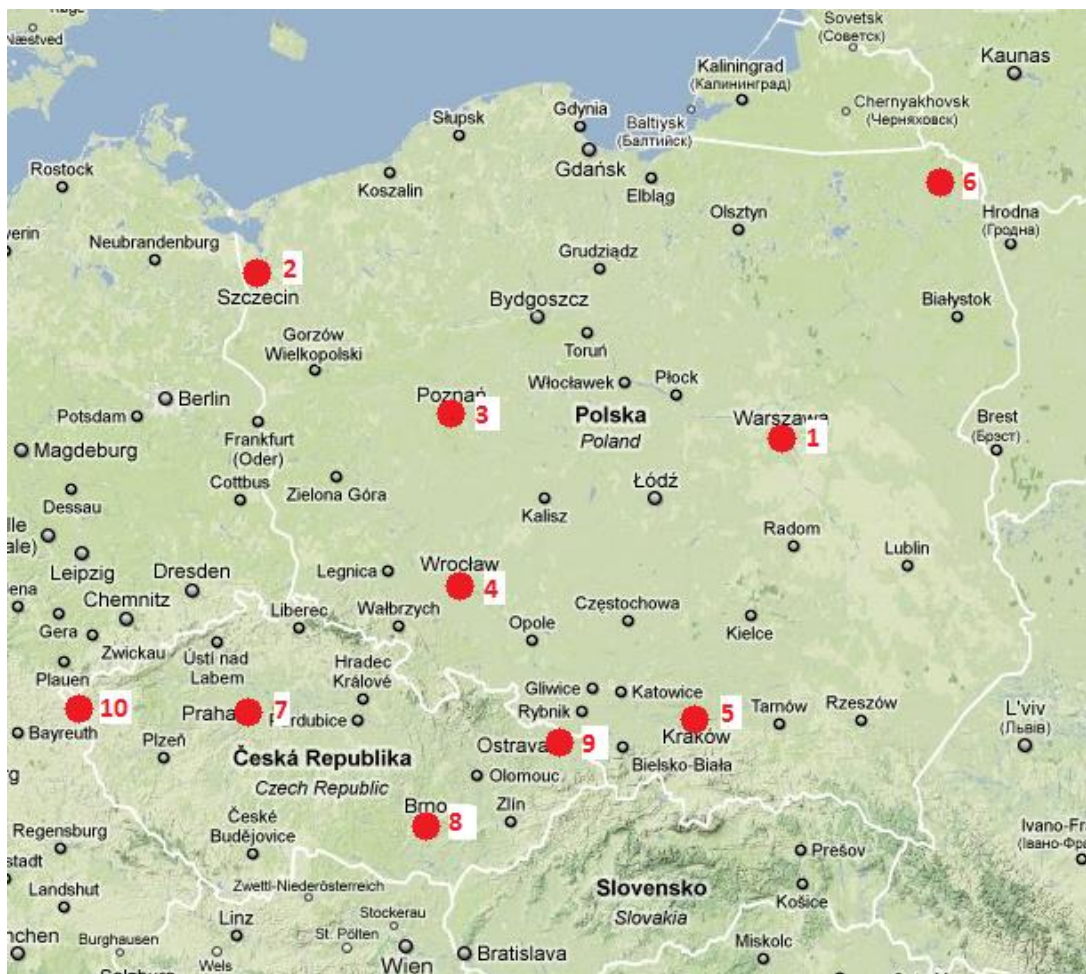 Sovetsk
(Советск)
Næstved
Kaunas
Kaliningrad
(Калининград)
Chernyakhovsk
(Черняховск)
Gdynia
Słupsk
Baltiysk
(Балтийск)
Gdańsk
Rostock
Koszalin
Elbląg
6
Hrodna
(Гродна)
Olsztyn
Neubrandenburg
Grudziądz
2
Szczecin
Bydgoszcz
Białystok
Gorzów
Wielkopolski
Toruń
Włocławek
Płock
Poznań
Berlin
3
Polska
Poland
Warszawa
1
Potsdam
Brest
(Брэст)
Frankfurt
(Oder)
Magdeburg
Cottbus
Zielona Góra
Łódź
Dessau
Kalisz
Radom
Leipzig
Lublin
Dresden
Legnica
Wrocław
4
Chemnitz
Liberec
Wałbrzych
Częstochowa
Opole
Kielce
Gera
Zwickau
Ústí nad
Labem
Hradec
Králové
Plauen
Gliwice
Katowice
10
Praha
7
Pardubice
Rybnik
5
Tarnów
Rzeszów
L'viv
(Львів)
Bayreuth
Plzeň
Kraków
Ostrava
9
Bielsko-Biała
Česká Republika
Czech Republic
Olomouc
Brno
8
Zlín
České
Budějovice
Regensburg
Prešov
Landshut
Zwettl-Niederösterreich
Slovensko
Slovakia
Košice
Stockerau
Linz
St. Pölten
Burghausen
Wels
Wien
Bratislava
Miskolc